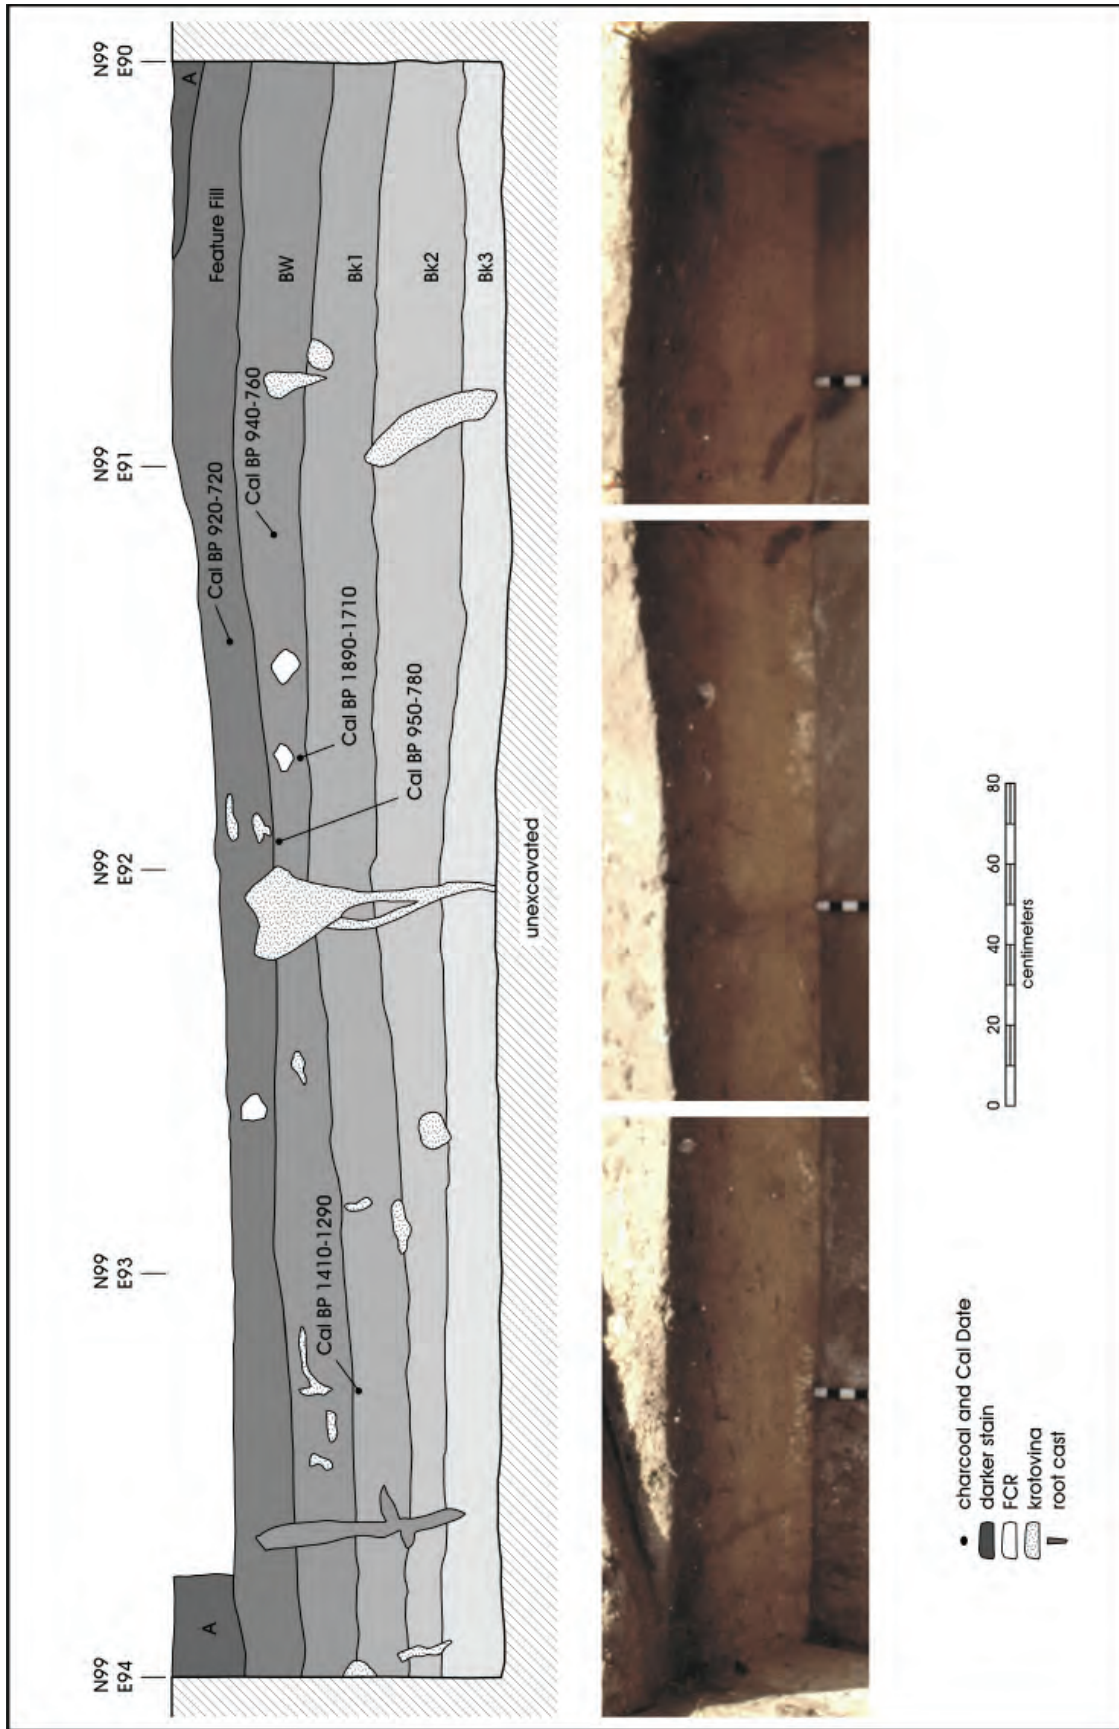 N99
E94
N99
E93
N99
E92
N99
E91
N99
E90
A
A
Feature Fill
Cal BP 920-720
BW
Cal BP 940-760
Bk1
Cal BP 1410-1290
Cal BP 1890-1710
Cal BP 950-780
Bk2
Bk3
unexcavated
charcoal and Cal Date
darker stain
FCR
krotovina
root cast
0 20 40 60 80
centimeters